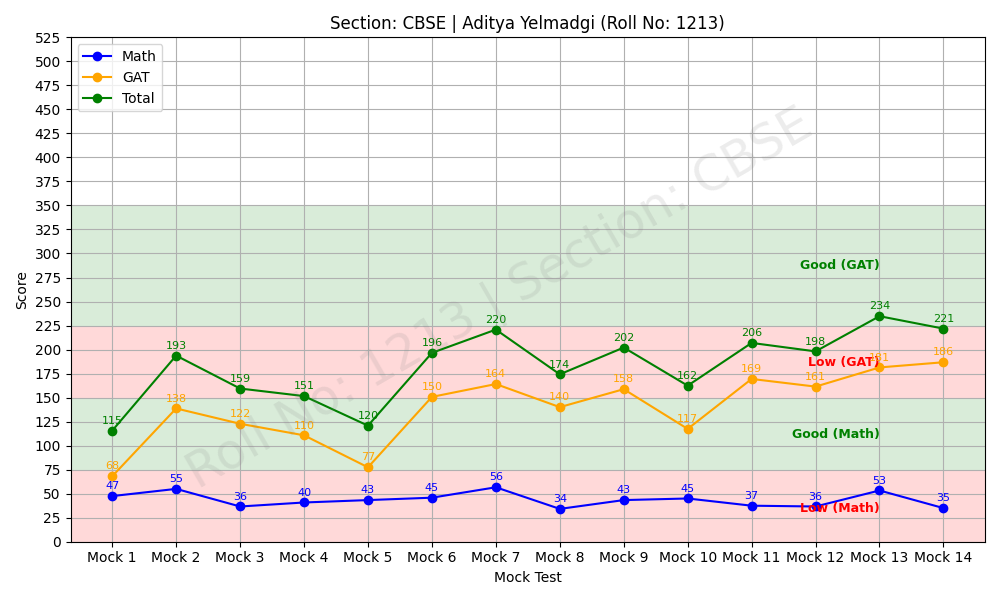 Section: CBSE | Aditya Yelmadgi (Roll No: 1213)
Math
GAT
Total
525
500
475
450
425
400
375
350
325
300
275
250
225
200
175
150
125
100
75
50
25
0
Score
Roll No: 1213 | Section: CBSE
Good (GAT)
Low (GAT)
Good (Math)
Low (Math)
115 193 159 151 120 196 220 174 202 162 206 198 234 221
68 138 122 110 77 150 164 140 158 117 169 161 181 186
47 55 36 40 43 45 56 34 43 45 37 36 53 35
Mock 1 Mock 2 Mock 3 Mock 4 Mock 5 Mock 6 Mock 7 Mock 8 Mock 9 Mock 10 Mock 11 Mock 12 Mock 13 Mock 14
Mock Test